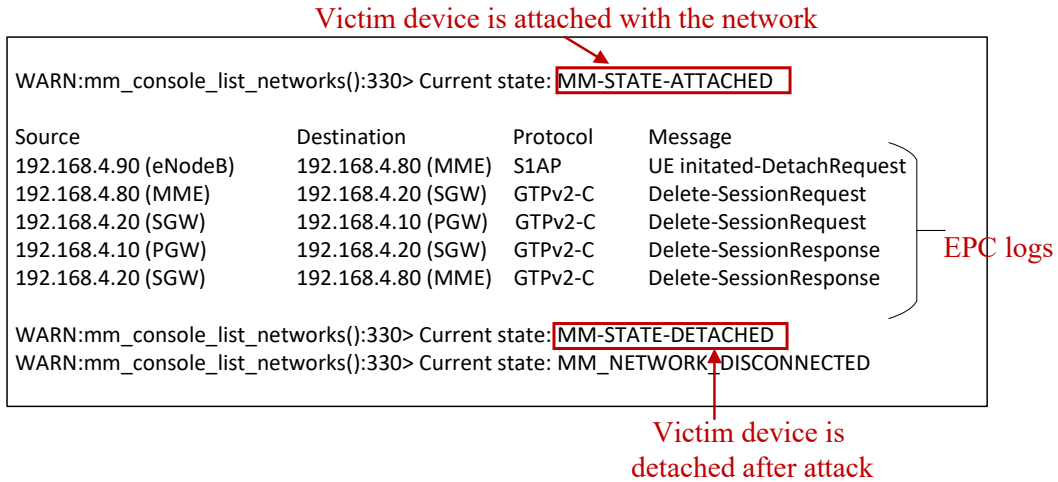 Victim device is attached with the network
WARN:mm_console_list_networks():330> Current state: MM-STATE-ATTACHED
Source Destination Protocol Message
192.168.4.90 (eNodeB) 192.168.4.80 (MME) S1AP UE initated-DetachRequest
192.168.4.80 (MME) 192.168.4.20 (SGW) GTPv2-C Delete-SessionRequest
192.168.4.20 (SGW) 192.168.4.10 (PGW) GTPv2-C Delete-SessionRequest
192.168.4.10 (PGW) 192.168.4.20 (SGW) GTPv2-C Delete-SessionResponse
192.168.4.20 (SGW) 192.168.4.80 (MME) GTPv2-C Delete-SessionResponse
EPC logs
WARN:mm_console_list_networks():330> Current state: MM-STATE-DETACHED
WARN:mm_console_list_networks():330> Current state: MM_NETWORK_DISCONNECTED
Victim device is
detached after attack